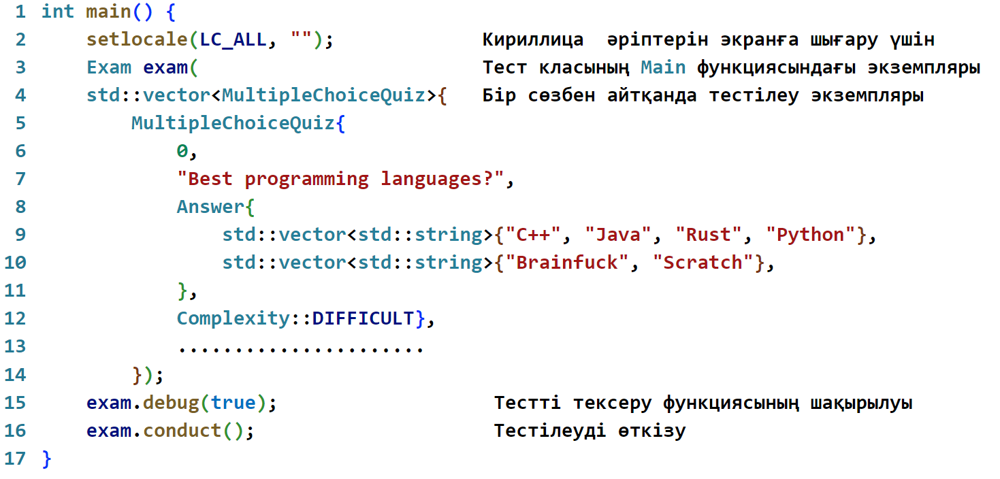 1 int main() {
2     setlocale(LC_ALL, "");             Кириллица  әріптерін экранға шығару үшін
3     Exam exam(                         Тест класының Main функциясындағы экземпляры
4     std::vector<MultipleChoiceQuiz>{   Бір сөзбен айтқанда тестілеу экземпляры
5         MultipleChoiceQuiz{
6             0,
7             "Best programming languages?",
8             Answer{
9                 std::vector<std::string>{"C++", "Java", "Rust", "Python"},
10                 std::vector<std::string>{"Brainfuck", "Scratch"},
11             },
12             Complexity::DIFFICULT},
13             ......................
14         });
15     exam.debug(true);                   Тестті тексеру функциясының шақырылуы
16     exam.conduct();                     Тестілеуді өткізу
17 }